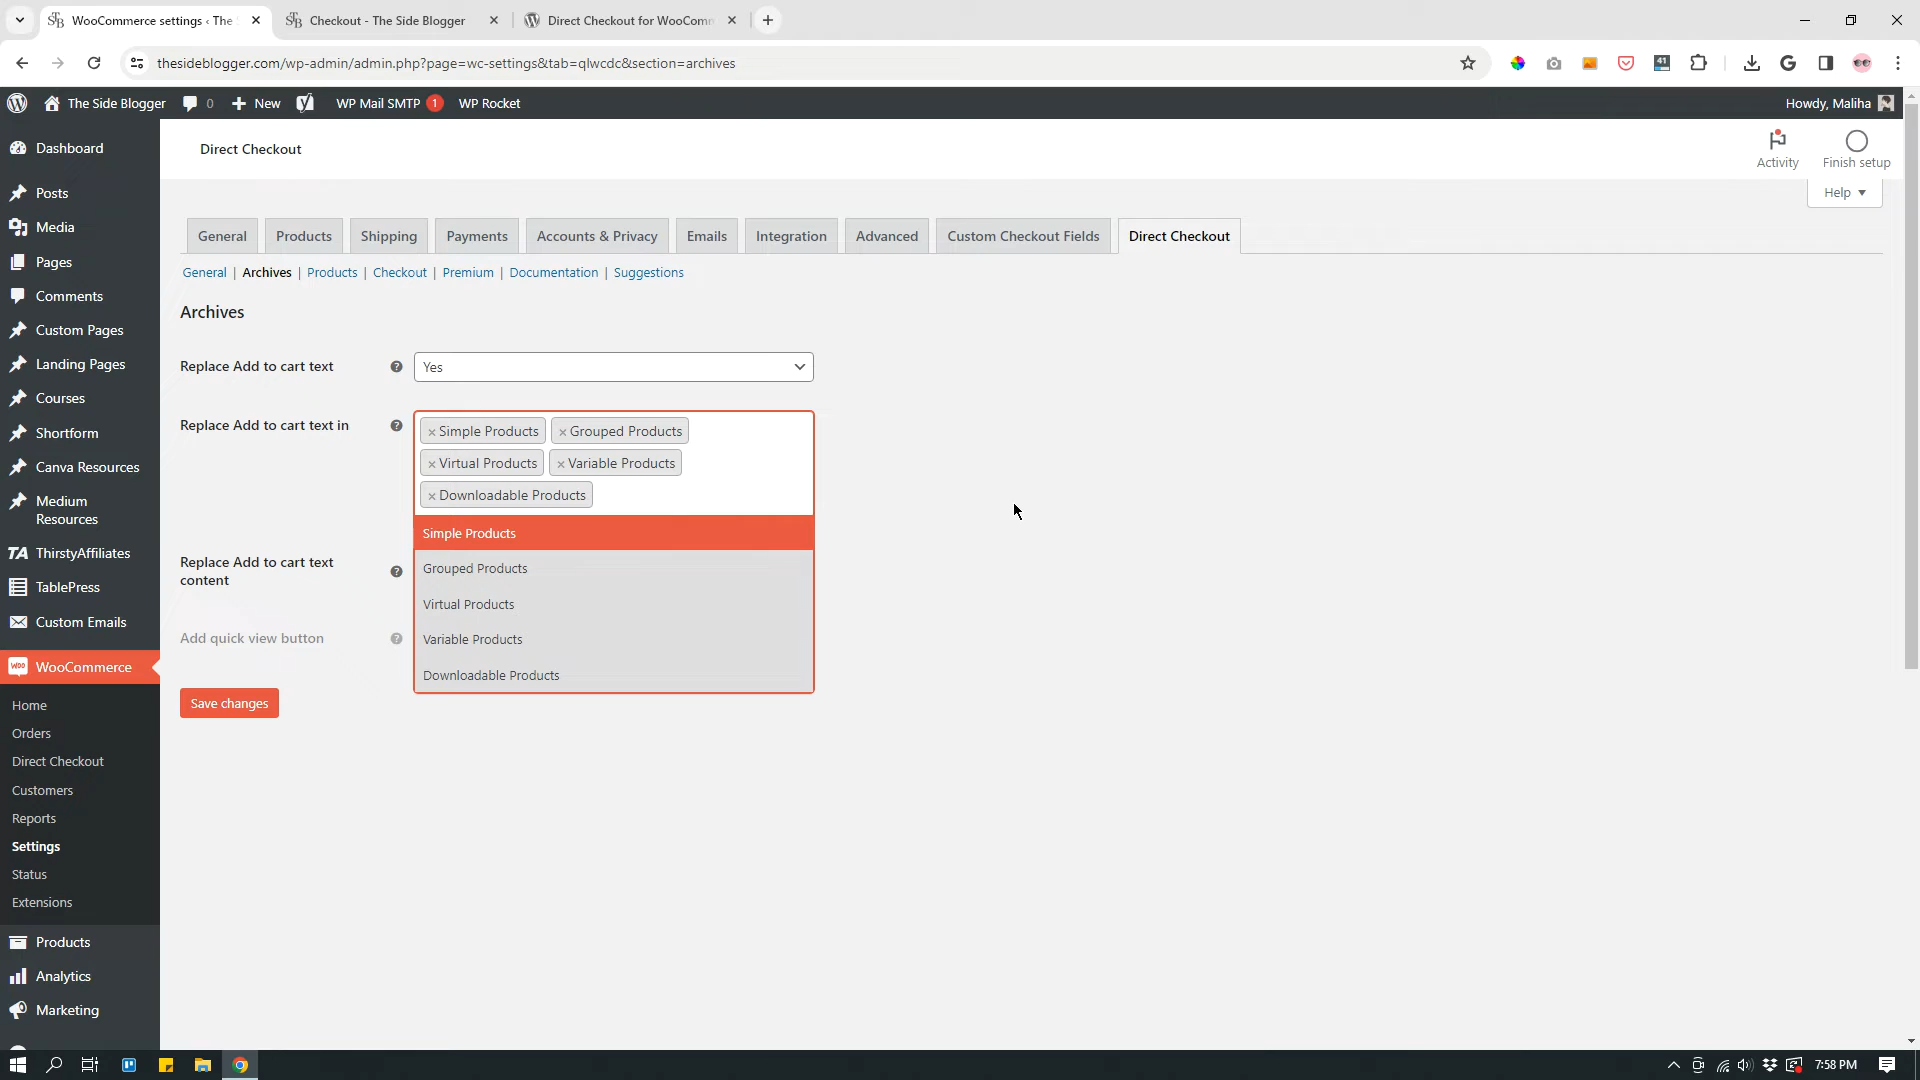 WooCommerce settings ‹ The
Checkout - The Side Blogger
Direct Checkout for WooComm
thesideblogger.com/wp-admin/admin.php?page=wc-settings&tab=qlwcdc&section=archives
41
The Side Blogger
0
New
WP Mail SMTP 1
WP Rocket
Howdy, Maliha
Direct Checkout
Activity
Finish setup
Help
Dashboard
Posts
Media
Pages
Comments
Custom Pages
Landing Pages
Courses
Shortform
Canva Resources
Medium
Resources
ThirstyAffiliates
TablePress
Custom Emails
WooCommerce
Home
Orders
Direct Checkout
Customers
Reports
Settings
Status
Extensions
Products
Analytics
Marketing
General
Products
Shipping
Payments
Accounts & Privacy
Emails
Integration
Advanced
Custom Checkout Fields
Direct Checkout
General | Archives | Products | Checkout | Premium | Documentation | Suggestions
Archives
Replace Add to cart text
Yes
Replace Add to cart text in
× Simple Products × Grouped Products
× Virtual Products × Variable Products
× Downloadable Products
Simple Products
Grouped Products
Virtual Products
Variable Products
Downloadable Products
Replace Add to cart text
content
Add quick view button
Save changes
7:58 PM